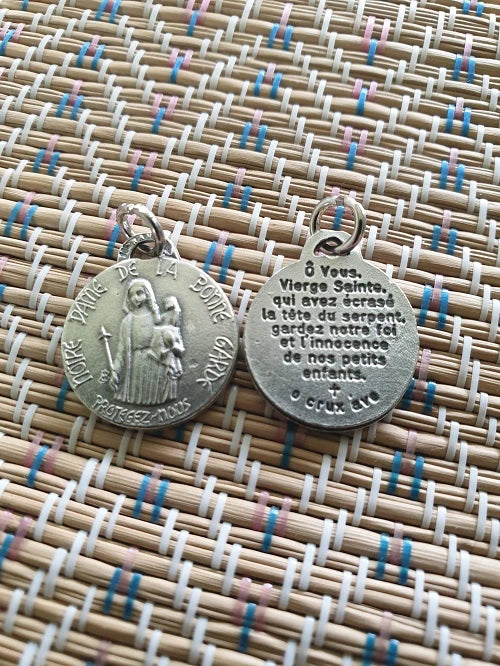 NOTRE DAME DE LA BONNE GARDE
PROTEGEZ-NOUS
Ô Vous,
Vierge Sainte,
qui avez écrasé
la tête du serpent,
gardez notre foi
et l'innocence
de nos petits
enfants.
o crux ave